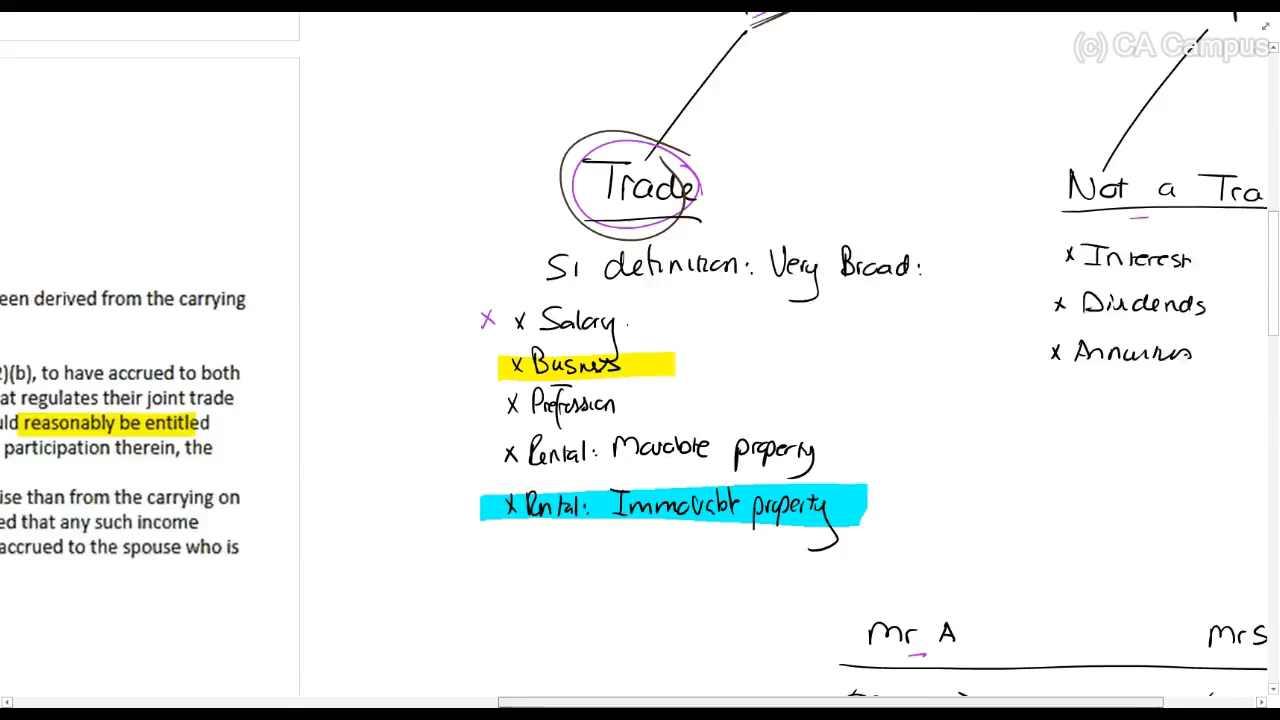 (c) CA Campus
een derived from the carrying
2)(b), to have accrued to both
at regulates their joint trade
uld reasonably be entitled
participation therein, the
ise than from the carrying on
ed that any such income
accrued to the spouse who is
Trade
S1 definition: Very Broad:
x x Salary
x Business
x Profession
x Rental: Movable property
x Rental: Immovable property
Not a Tra
x Interest
x Dividends
x Annuities
Mr A
Mrs